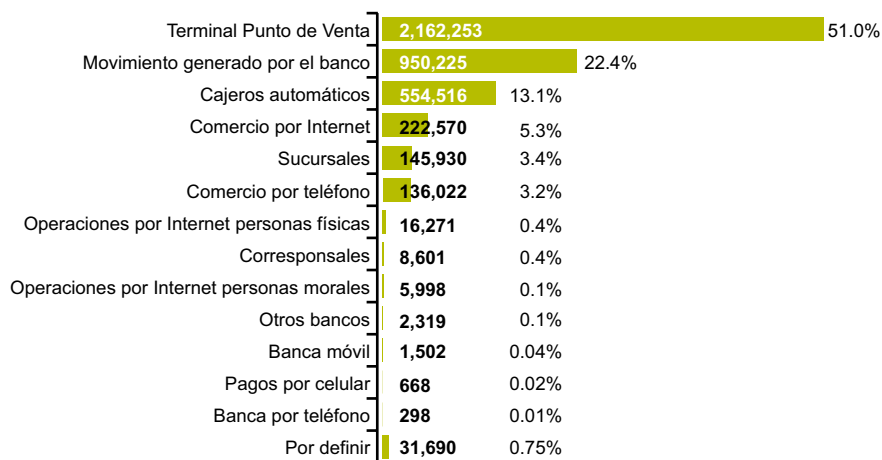 Terminal Punto de Venta 2,162,253 51.0%
Movimiento generado por el banco 950,225 22.4%
Cajeros automáticos 554,516 13.1%
Comercio por Internet 222,570 5.3%
Sucursales 145,930 3.4%
Comercio por teléfono 136,022 3.2%
Operaciones por Internet personas físicas 16,271 0.4%
Corresponsales 8,601 0.4%
Operaciones por Internet personas morales 5,998 0.1%
Otros bancos 2,319 0.1%
Banca móvil 1,502 0.04%
Pagos por celular 668 0.02%
Banca por teléfono 298 0.01%
Por definir 31,690 0.75%